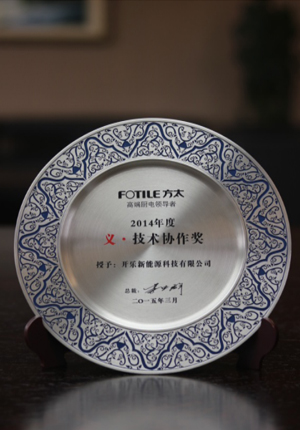 FOTILE 方太
高端厨电领导者
2014年度
义·技术协作奖
授予：开乐新能源科技有限公司
总裁：
二〇一五年三月